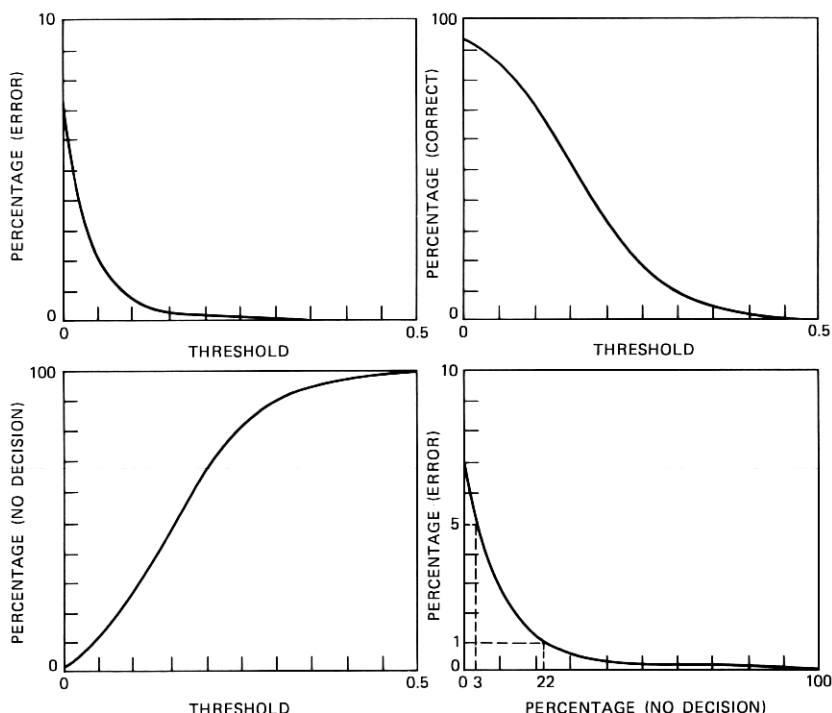 10
PERCENTAGE (ERROR)
0
0
0.5
THRESHOLD
100
PERCENTAGE (CORRECT)
0
0
0.5
THRESHOLD
100
PERCENTAGE (NO DECISION)
0
0
0.5
THRESHOLD
10
PERCENTAGE (ERROR)
5
1
0
0 3 22 100
PERCENTAGE (NO DECISION)